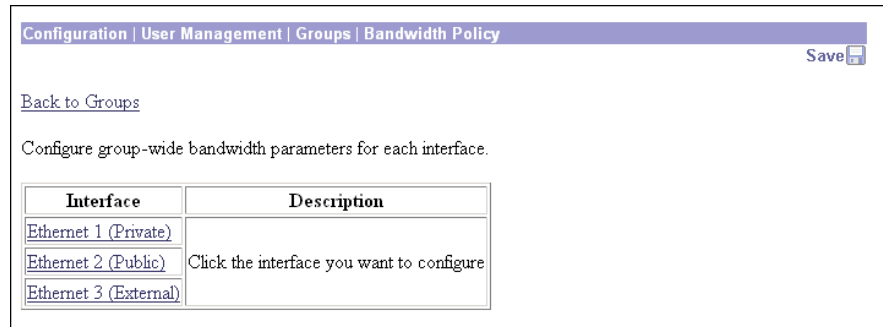 Configuration | User Management | Groups | Bandwidth Policy
Save
Back to Groups
Configure group-wide bandwidth parameters for each interface.
Interface Description
Ethernet 1 (Private)
Ethernet 2 (Public) Click the interface you want to configure
Ethernet 3 (External)